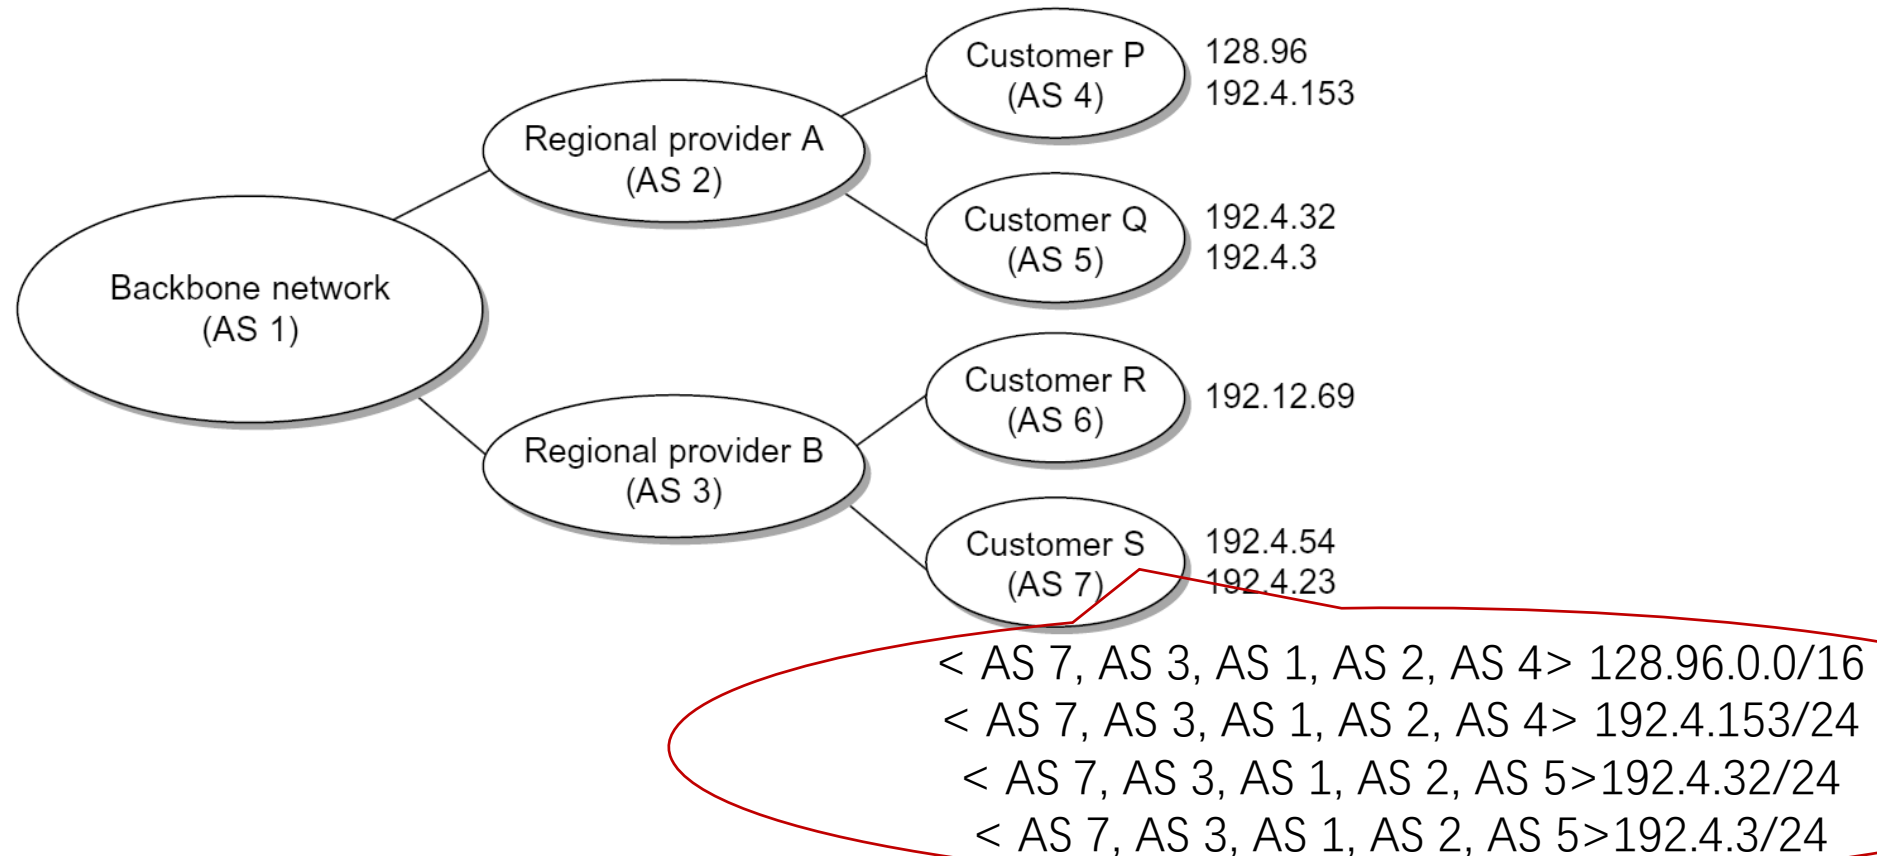 Customer P
(AS 4)
128.96
192.4.153
Regional provider A
(AS 2)
Customer Q
(AS 5)
192.4.32
192.4.3
Backbone network
(AS 1)
Customer R
(AS 6)
192.12.69
Regional provider B
(AS 3)
Customer S
(AS 7)
192.4.54
192.4.23
< AS 7, AS 3, AS 1, AS 2, AS 4> 128.96.0.0/16
< AS 7, AS 3, AS 1, AS 2, AS 4> 192.4.153/24
< AS 7, AS 3, AS 1, AS 2, AS 5>192.4.32/24
< AS 7, AS 3, AS 1, AS 2, AS 5>192.4.3/24